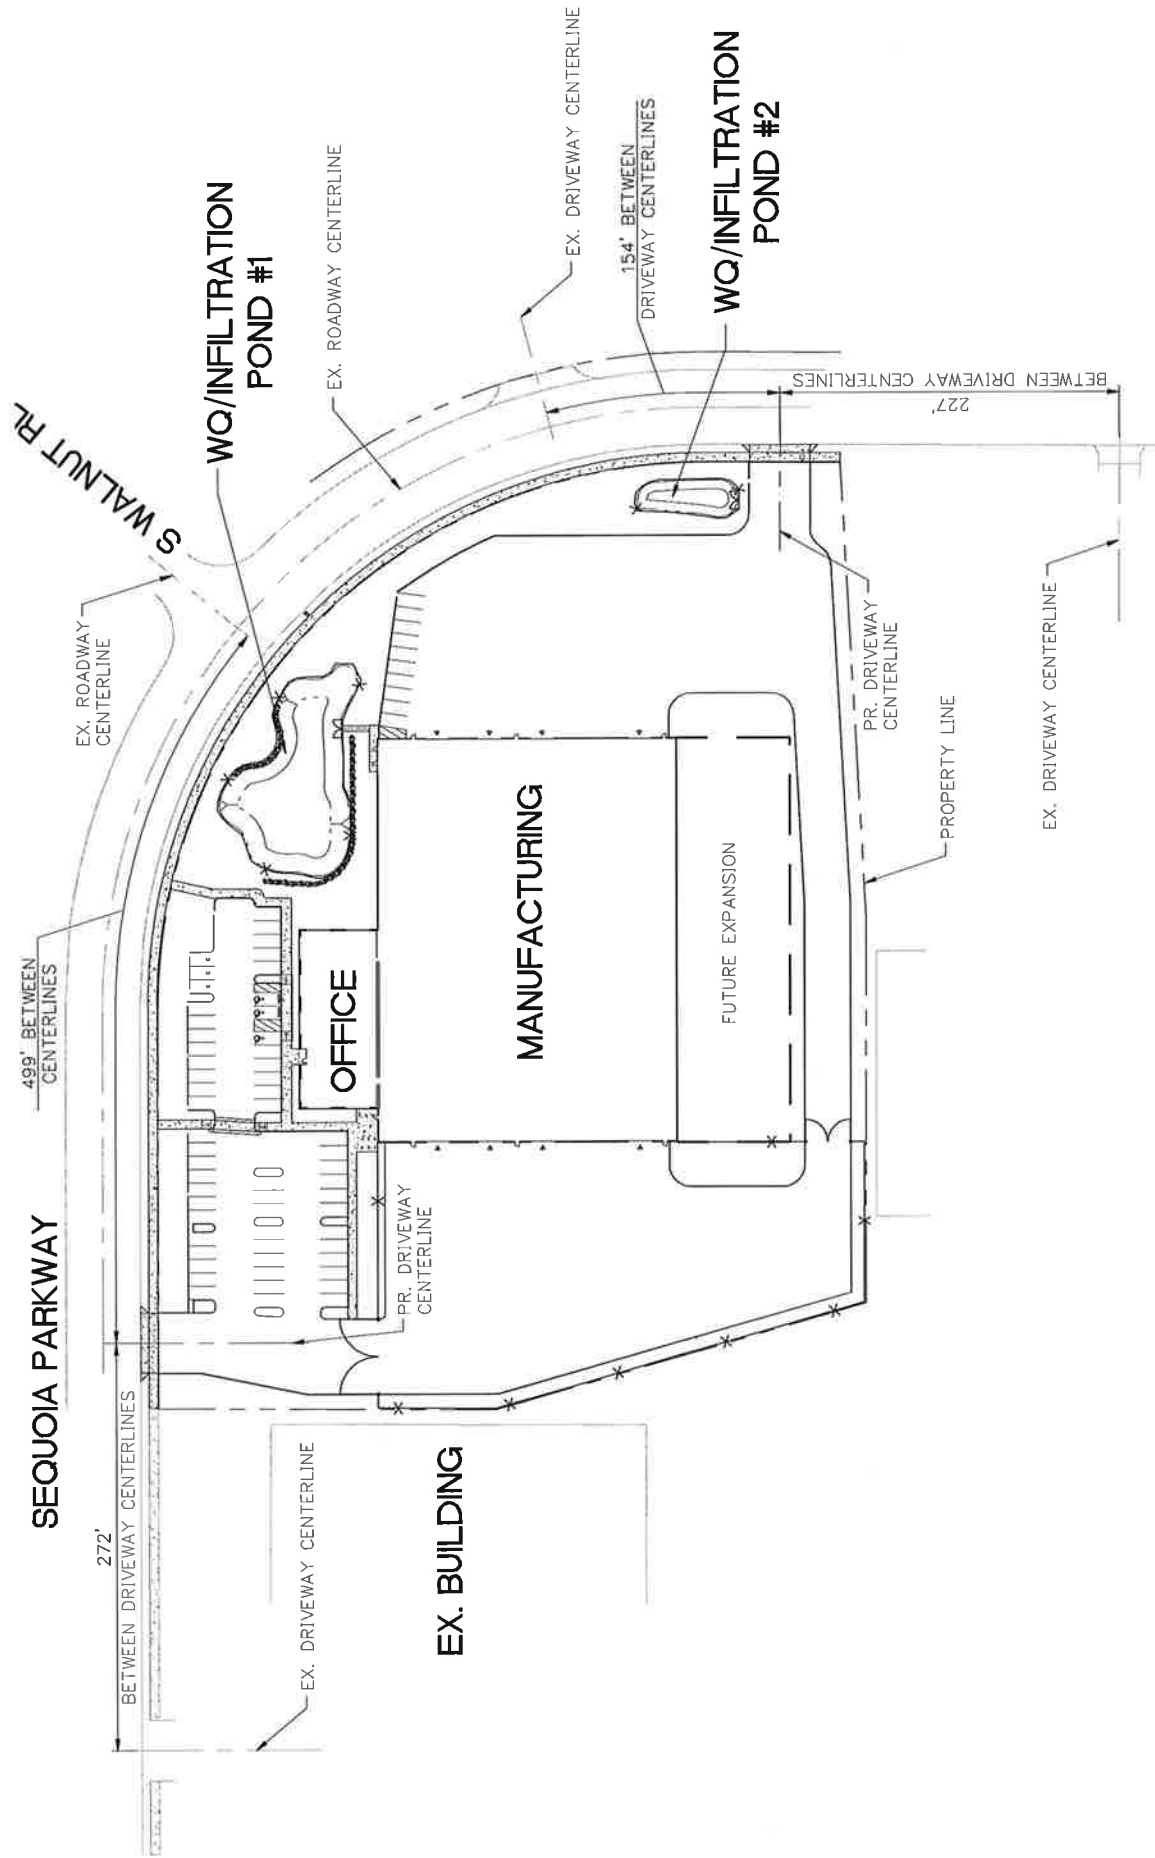 SEQUOIA PARKWAY
S WALNUT RL
272'
BETWEEN DRIVEWAY CENTERLINES
499' BETWEEN
CENTERLINES
EX. ROADWAY
CENTERLINE
WQ/INFILTRATION
POND #1
EX. ROADWAY CENTERLINE
EX. DRIVEWAY CENTERLINE
154' BETWEEN
DRIVEWAY CENTERLINES
WQ/INFILTRATION
POND #2
227'
BETWEEN DRIVEWAY CENTERLINES
EX. DRIVEWAY CENTERLINE
EX. BUILDING
PR. DRIVEWAY
CENTERLINE
OFFICE
MANUFACTURING
FUTURE EXPANSION
PR. DRIVEWAY
CENTERLINE
PROPERTY LINE
EX. DRIVEWAY CENTERLINE